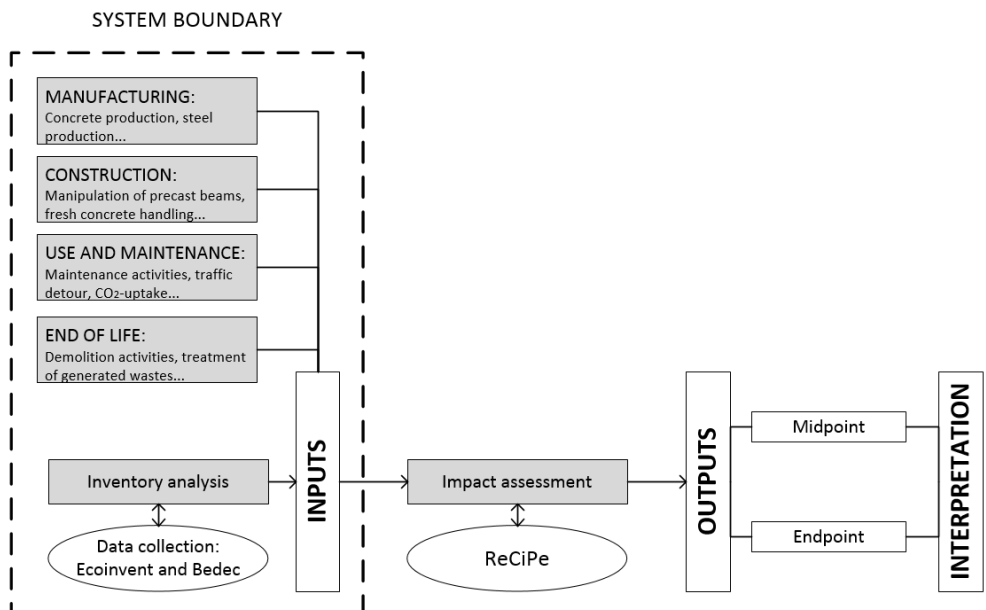 SYSTEM BOUNDARY
MANUFACTURING:
Concrete production, steel
production...
CONSTRUCTION:
Manipulation of precast beams,
fresh concrete handling...
USE AND MAINTENANCE:
Maintenance activities, traffic
detour, CO₂-uptake...
END OF LIFE:
Demolition activities, treatment
of generated wastes...
Inventory analysis
Data collection:
Ecoinvent and Bedec
INPUTS
Impact assessment
ReCiPe
OUTPUTS
Midpoint
Endpoint
INTERPRETATION